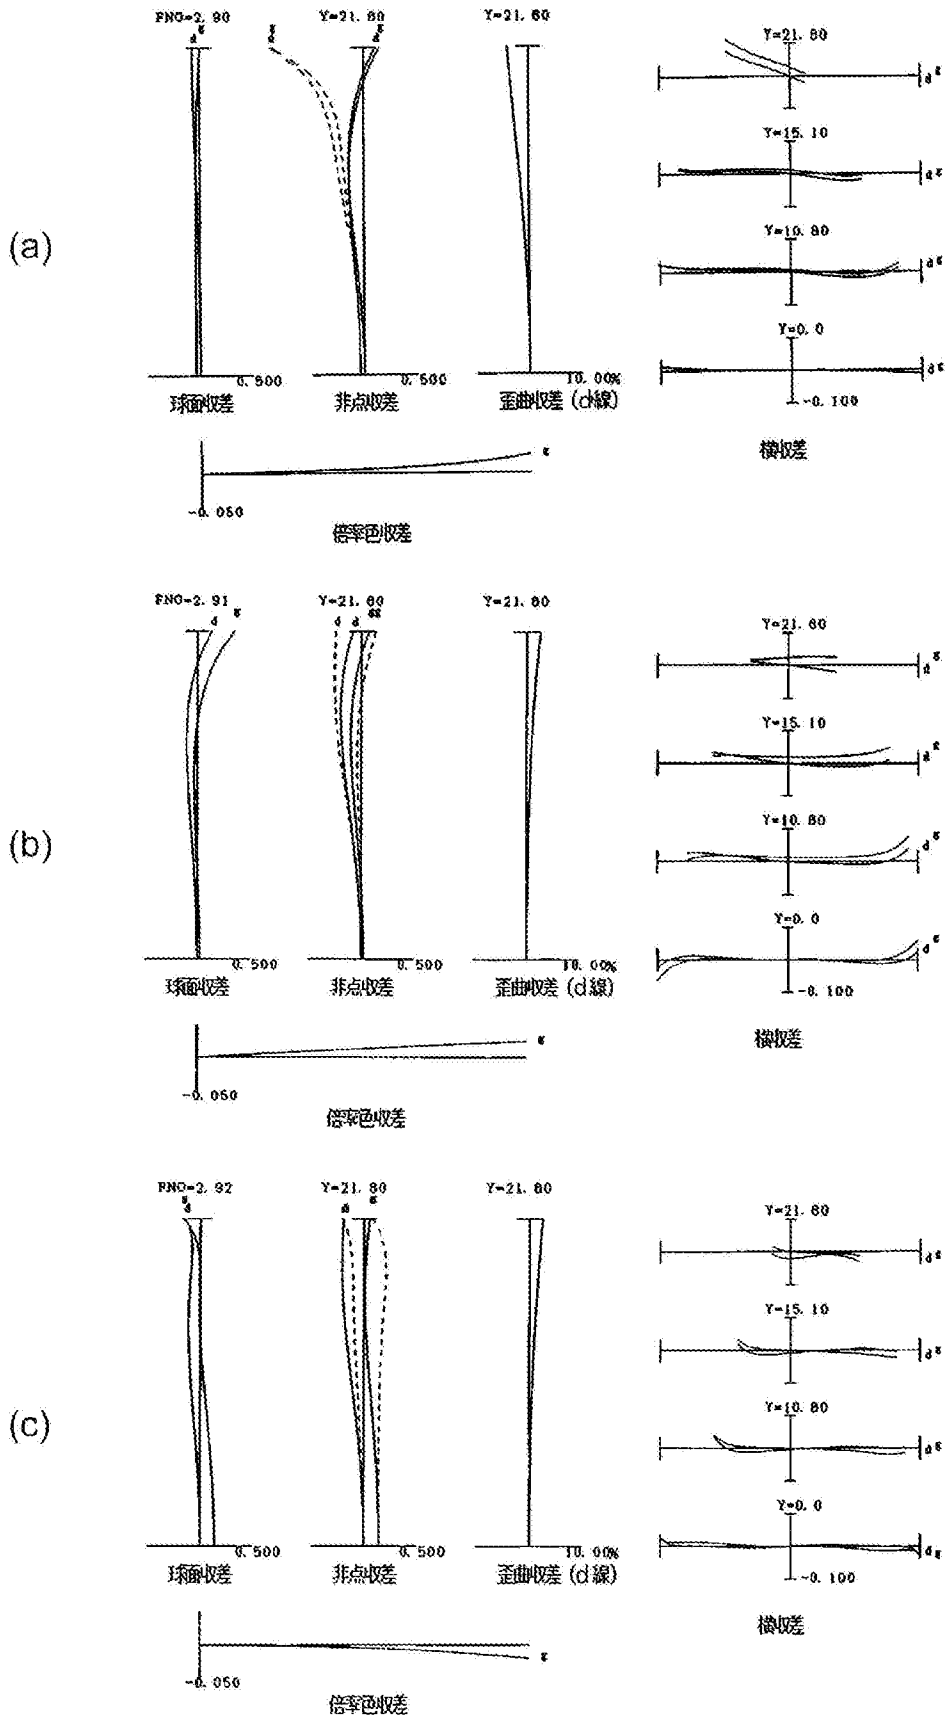 (a)
FNO=2.90
d g
Y=21.60
g
d
g
d
Y=21.60
0.500
球面収差
0.500
非点収差
10.00%
歪曲収差 (d線)
g
-0.050
倍率色収差
Y=21.60
d g
Y=15.10
d g
Y=10.80
d g
Y=0.0
d g
-0.100
横収差
(b)
FNO=2.91
d g
Y=21.60
d d gg
Y=21.60
0.500
球面収差
0.500
非点収差
10.00%
歪曲収差 (d線)
g
-0.050
倍率色収差
Y=21.60
d g
Y=15.10
d g
Y=10.80
d g
Y=0.0
d g
-0.100
横収差
(c)
FNO=2.92
g
d
Y=21.60
g
Y=21.60
0.500
球面収差
0.500
非点収差
10.00%
歪曲収差 (d線)
g
-0.050
倍率色収差
Y=21.60
d g
Y=15.10
d g
Y=10.80
d g
Y=0.0
d g
-0.100
横収差